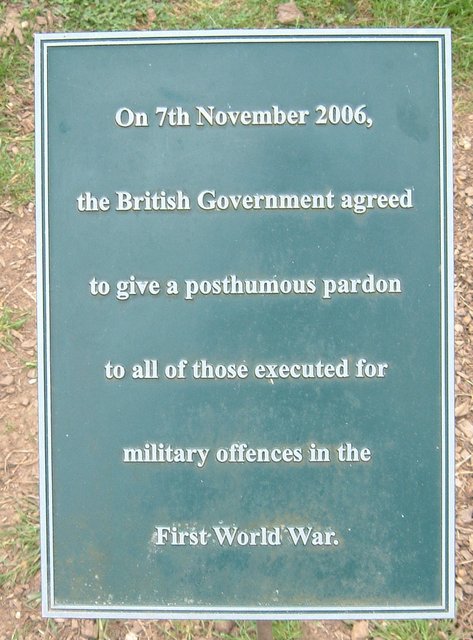 On 7th November 2006,
the British Government agreed
to give a posthumous pardon
to all of those executed for
military offences in the
First World War.